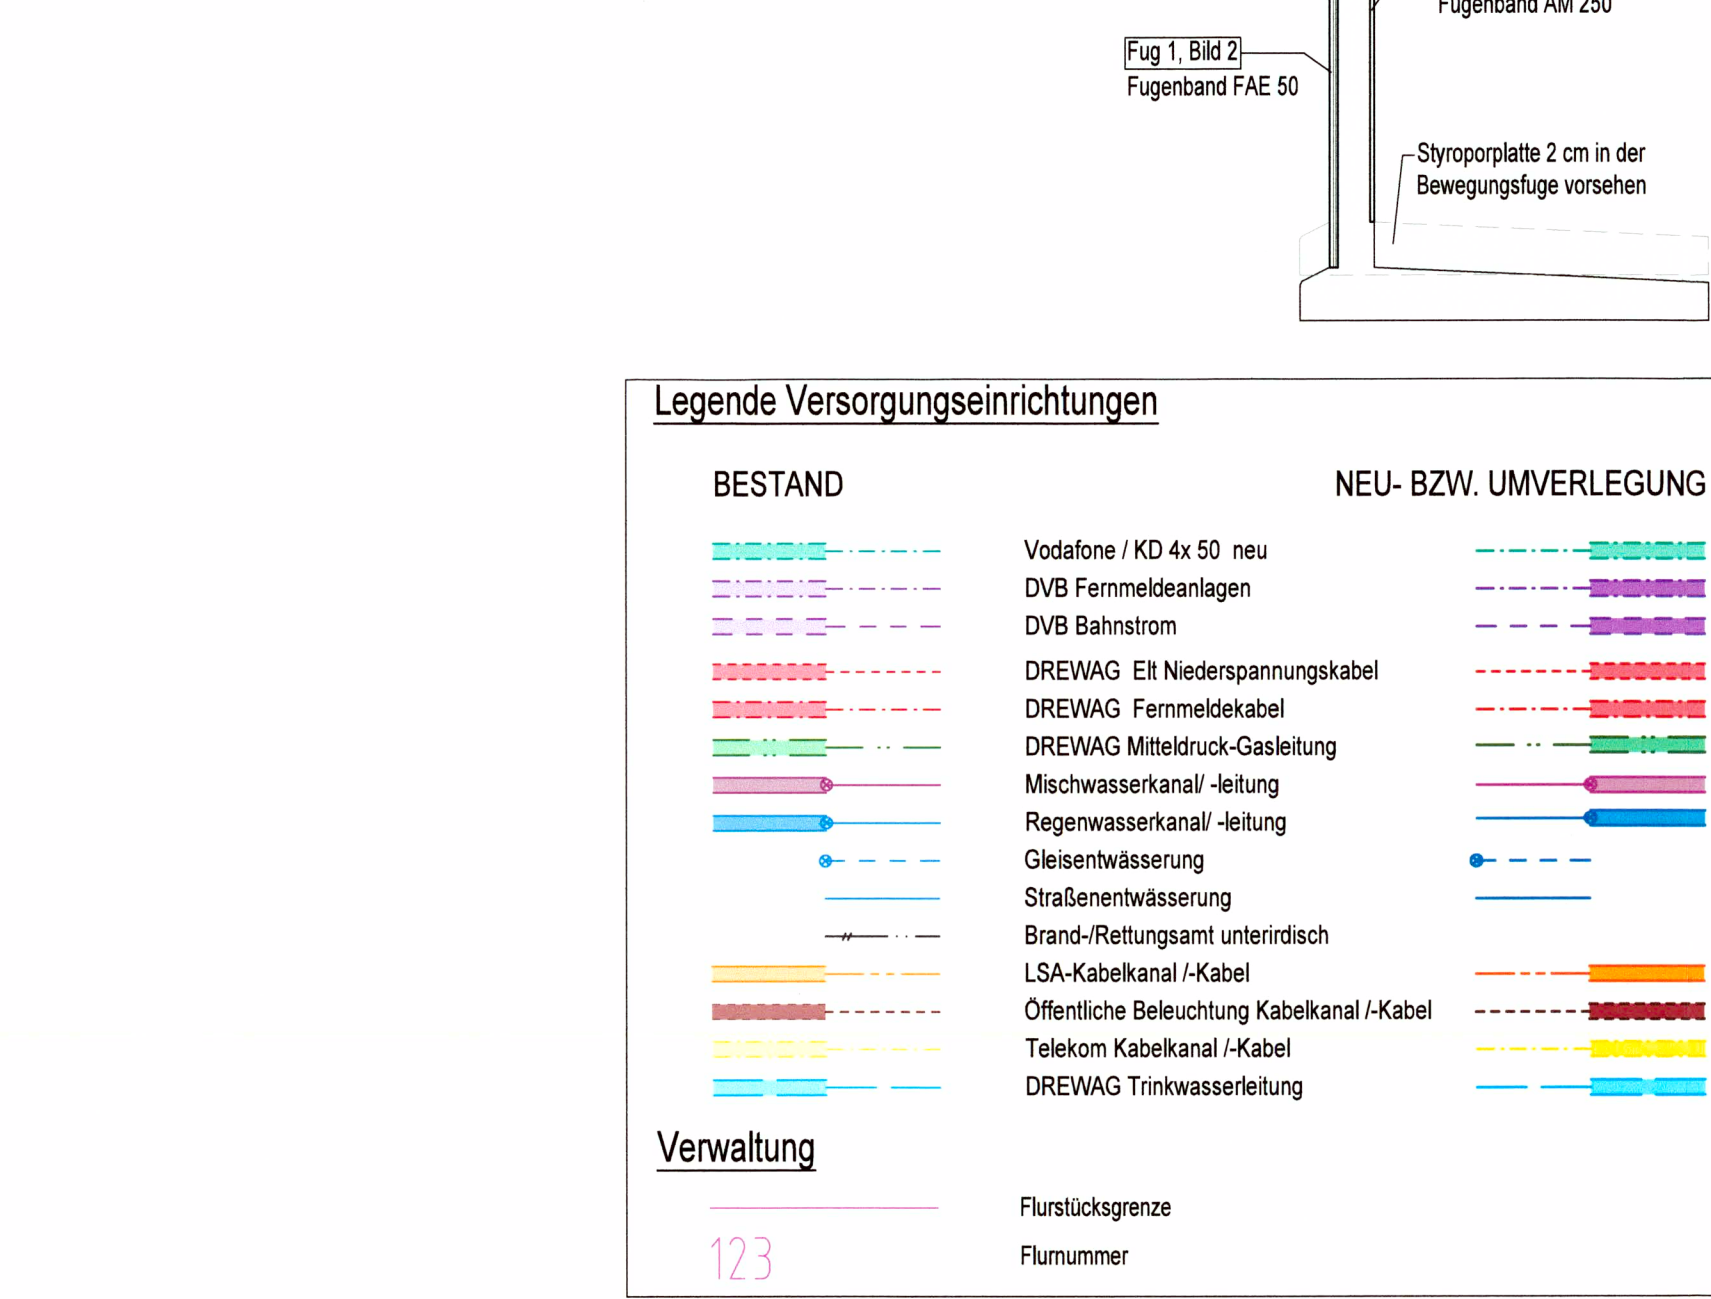 Fugenband AM 250
Fug 1, Bild 2
Fugenband FAE 50
Styroporplatte 2 cm in der
Bewegungsfuge vorsehen
Legende Versorgungseinrichtungen
BESTAND
NEU- BZW. UMVERLEGUNG
Vodafone / KD 4x 50 neu
DVB Fernmeldeanlagen
DVB Bahnstrom
DREWAG Elt Niederspannungskabel
DREWAG Fernmeldekabel
DREWAG Mitteldruck-Gasleitung
Mischwasserkanal/ -leitung
Regenwasserkanal/ -leitung
Gleisentwässerung
Straßenentwässerung
Brand-/Rettungsamt unterirdisch
LSA-Kabelkanal /-Kabel
Öffentliche Beleuchtung Kabelkanal /-Kabel
Telekom Kabelkanal /-Kabel
DREWAG Trinkwasserleitung
Verwaltung
Flurstücksgrenze
123
Flurnummer